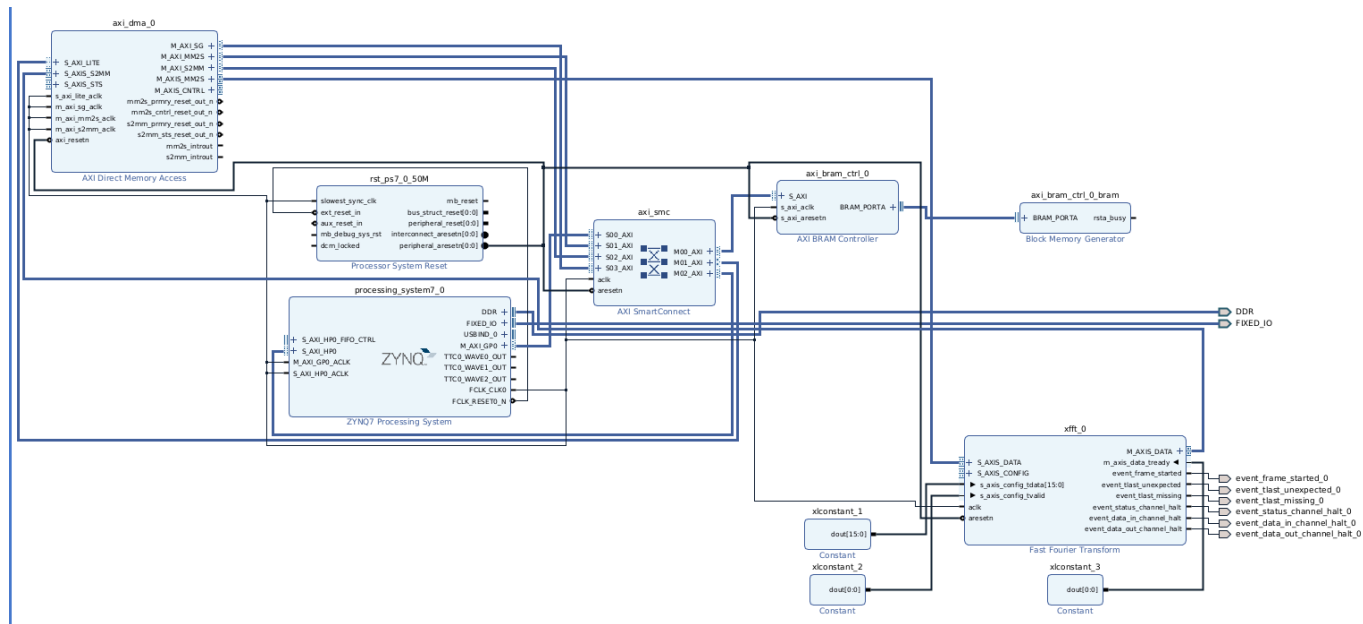 axi_dma_0
S_AXI_LITE
S_AXIS_S2MM
S_AXIS_STS
s_axi_lite_aclk
m_axi_sg_aclk
m_axi_mm2s_aclk
m_axi_s2mm_aclk
axi_resetn
M_AXI_SG
M_AXI_MM2S
M_AXI_S2MM
M_AXIS_MM2S
M_AXIS_CNTRL
mm2s_prmry_reset_out_n
mm2s_cntrl_reset_out_n
s2mm_prmry_reset_out_n
s2mm_sts_reset_out_n
mm2s_introut
s2mm_introut
AXI Direct Memory Access
rst_ps7_0_50M
slowest_sync_clk
ext_reset_in
aux_reset_in
mb_debug_sys_rst
dcm_locked
mb_reset
bus_struct_reset[0:0]
peripheral_reset[0:0]
interconnect_aresetn[0:0]
peripheral_aresetn[0:0]
Processor System Reset
axi_smc
S00_AXI
S01_AXI
S02_AXI
S03_AXI
aclk
aresetn
M00_AXI
M01_AXI
M02_AXI
AXI SmartConnect
axi_bram_ctrl_0
S_AXI
s_axi_aclk
s_axi_aresetn
BRAM_PORTA
AXI BRAM Controller
axi_bram_ctrl_0_bram
BRAM_PORTA
rsta_busy
Block Memory Generator
processing_system7_0
S_AXI_HP0_FIFO_CTRL
S_AXI_HP0
M_AXI_GP0_ACLK
S_AXI_HP0_ACLK
ZYNQ
DDR
FIXED_IO
USBIND_0
M_AXI_GP0
TTC0_WAVE0_OUT
TTC0_WAVE1_OUT
TTC0_WAVE2_OUT
FCLK_CLK0
FCLK_RESET0_N
ZYNQ7 Processing System
DDR
FIXED_IO
xfft_0
S_AXIS_DATA
S_AXIS_CONFIG
s_axis_config_tdata[15:0]
s_axis_config_tvalid
aclk
aresetn
M_AXIS_DATA
m_axis_data_tready
event_frame_started
event_tlast_unexpected
event_tlast_missing
event_status_channel_halt
event_data_in_channel_halt
event_data_out_channel_halt
Fast Fourier Transform
event_frame_started_0
event_tlast_unexpected_0
event_tlast_missing_0
event_status_channel_halt_0
event_data_in_channel_halt_0
event_data_out_channel_halt_0
xlconstant_1
dout[15:0]
Constant
xlconstant_2
dout[0:0]
Constant
xlconstant_3
dout[0:0]
Constant